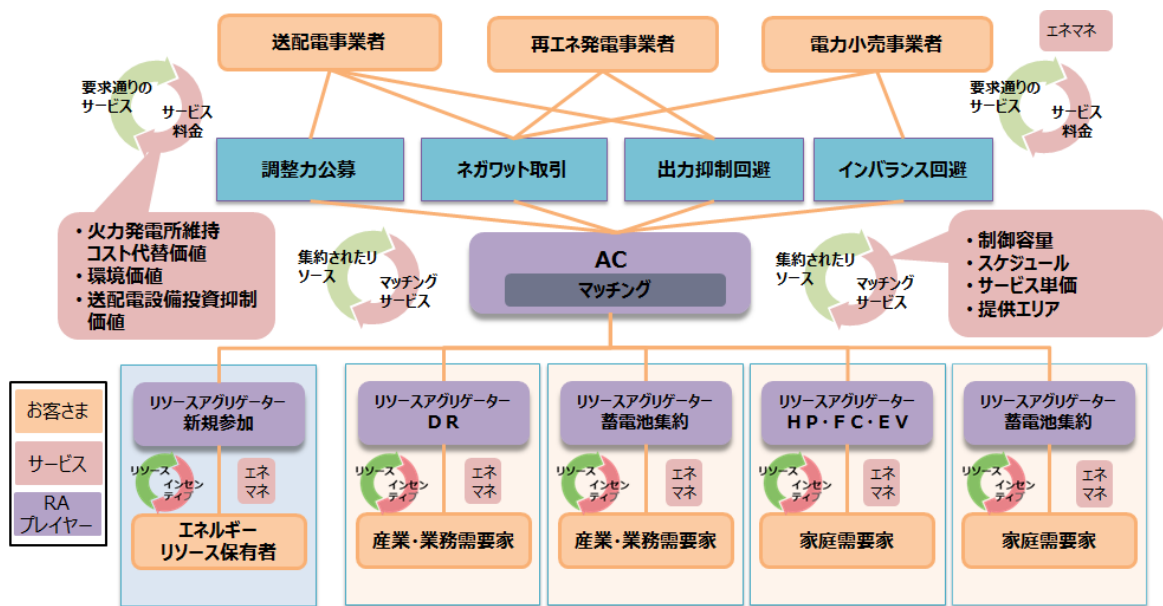 送配電事業者
再エネ発電事業者
電力小売事業者
エネマネ
要求通りの
サービス
サービス
料金
要求通りの
サービス
サービス
料金
調整力公募
ネガワット取引
出力抑制回避
インバランス回避
・火力発電所維持
コスト代替価値
・環境価値
・送配電設備投資抑制
価値
集約されたリ
ソース
マッチング
サービス
AC
マッチング
集約されたリ
ソース
マッチング
サービス
・制御容量
・スケジュール
・サービス単価
・提供エリア
お客さま
サービス
RA
プレイヤー
リソースアグリゲーター
新規参加
リソース
インセン
ティブ
エネ
マネ
エネルギー
リソース保有者
リソースアグリゲーター
ＤＲ
リソース
インセン
ティブ
エネ
マネ
産業・業務需要家
リソースアグリゲーター
蓄電池集約
リソース
インセン
ティブ
エネ
マネ
産業・業務需要家
リソースアグリゲーター
ＨＰ・ＦＣ・ＥＶ
リソース
インセン
ティブ
エネ
マネ
家庭需要家
リソースアグリゲーター
蓄電池集約
リソース
インセン
ティブ
エネ
マネ
家庭需要家